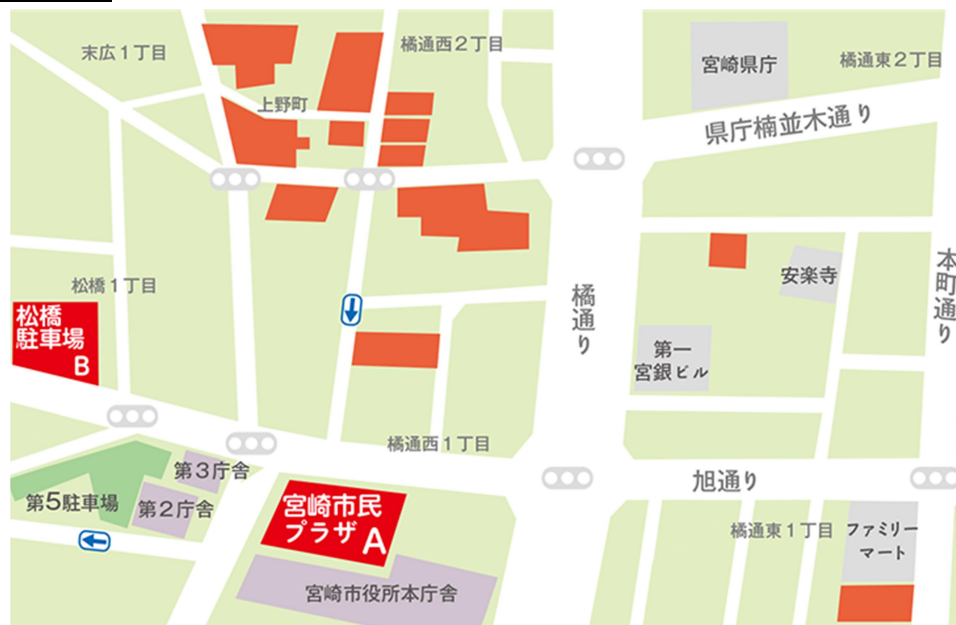 末広1丁目
橘通西2丁目
宮崎県庁
橘通東2丁目
上野町
県庁楠並木通り
安楽寺
本町通り
松橋1丁目
橘通り
松橋
駐車場
B
第一
宮銀ビル
橘通西1丁目
第3庁舎
旭通り
第5駐車場
第2庁舎
宮崎市民
プラザ A
橘通東1丁目
ファミリー
マート
宮崎市役所本庁舎